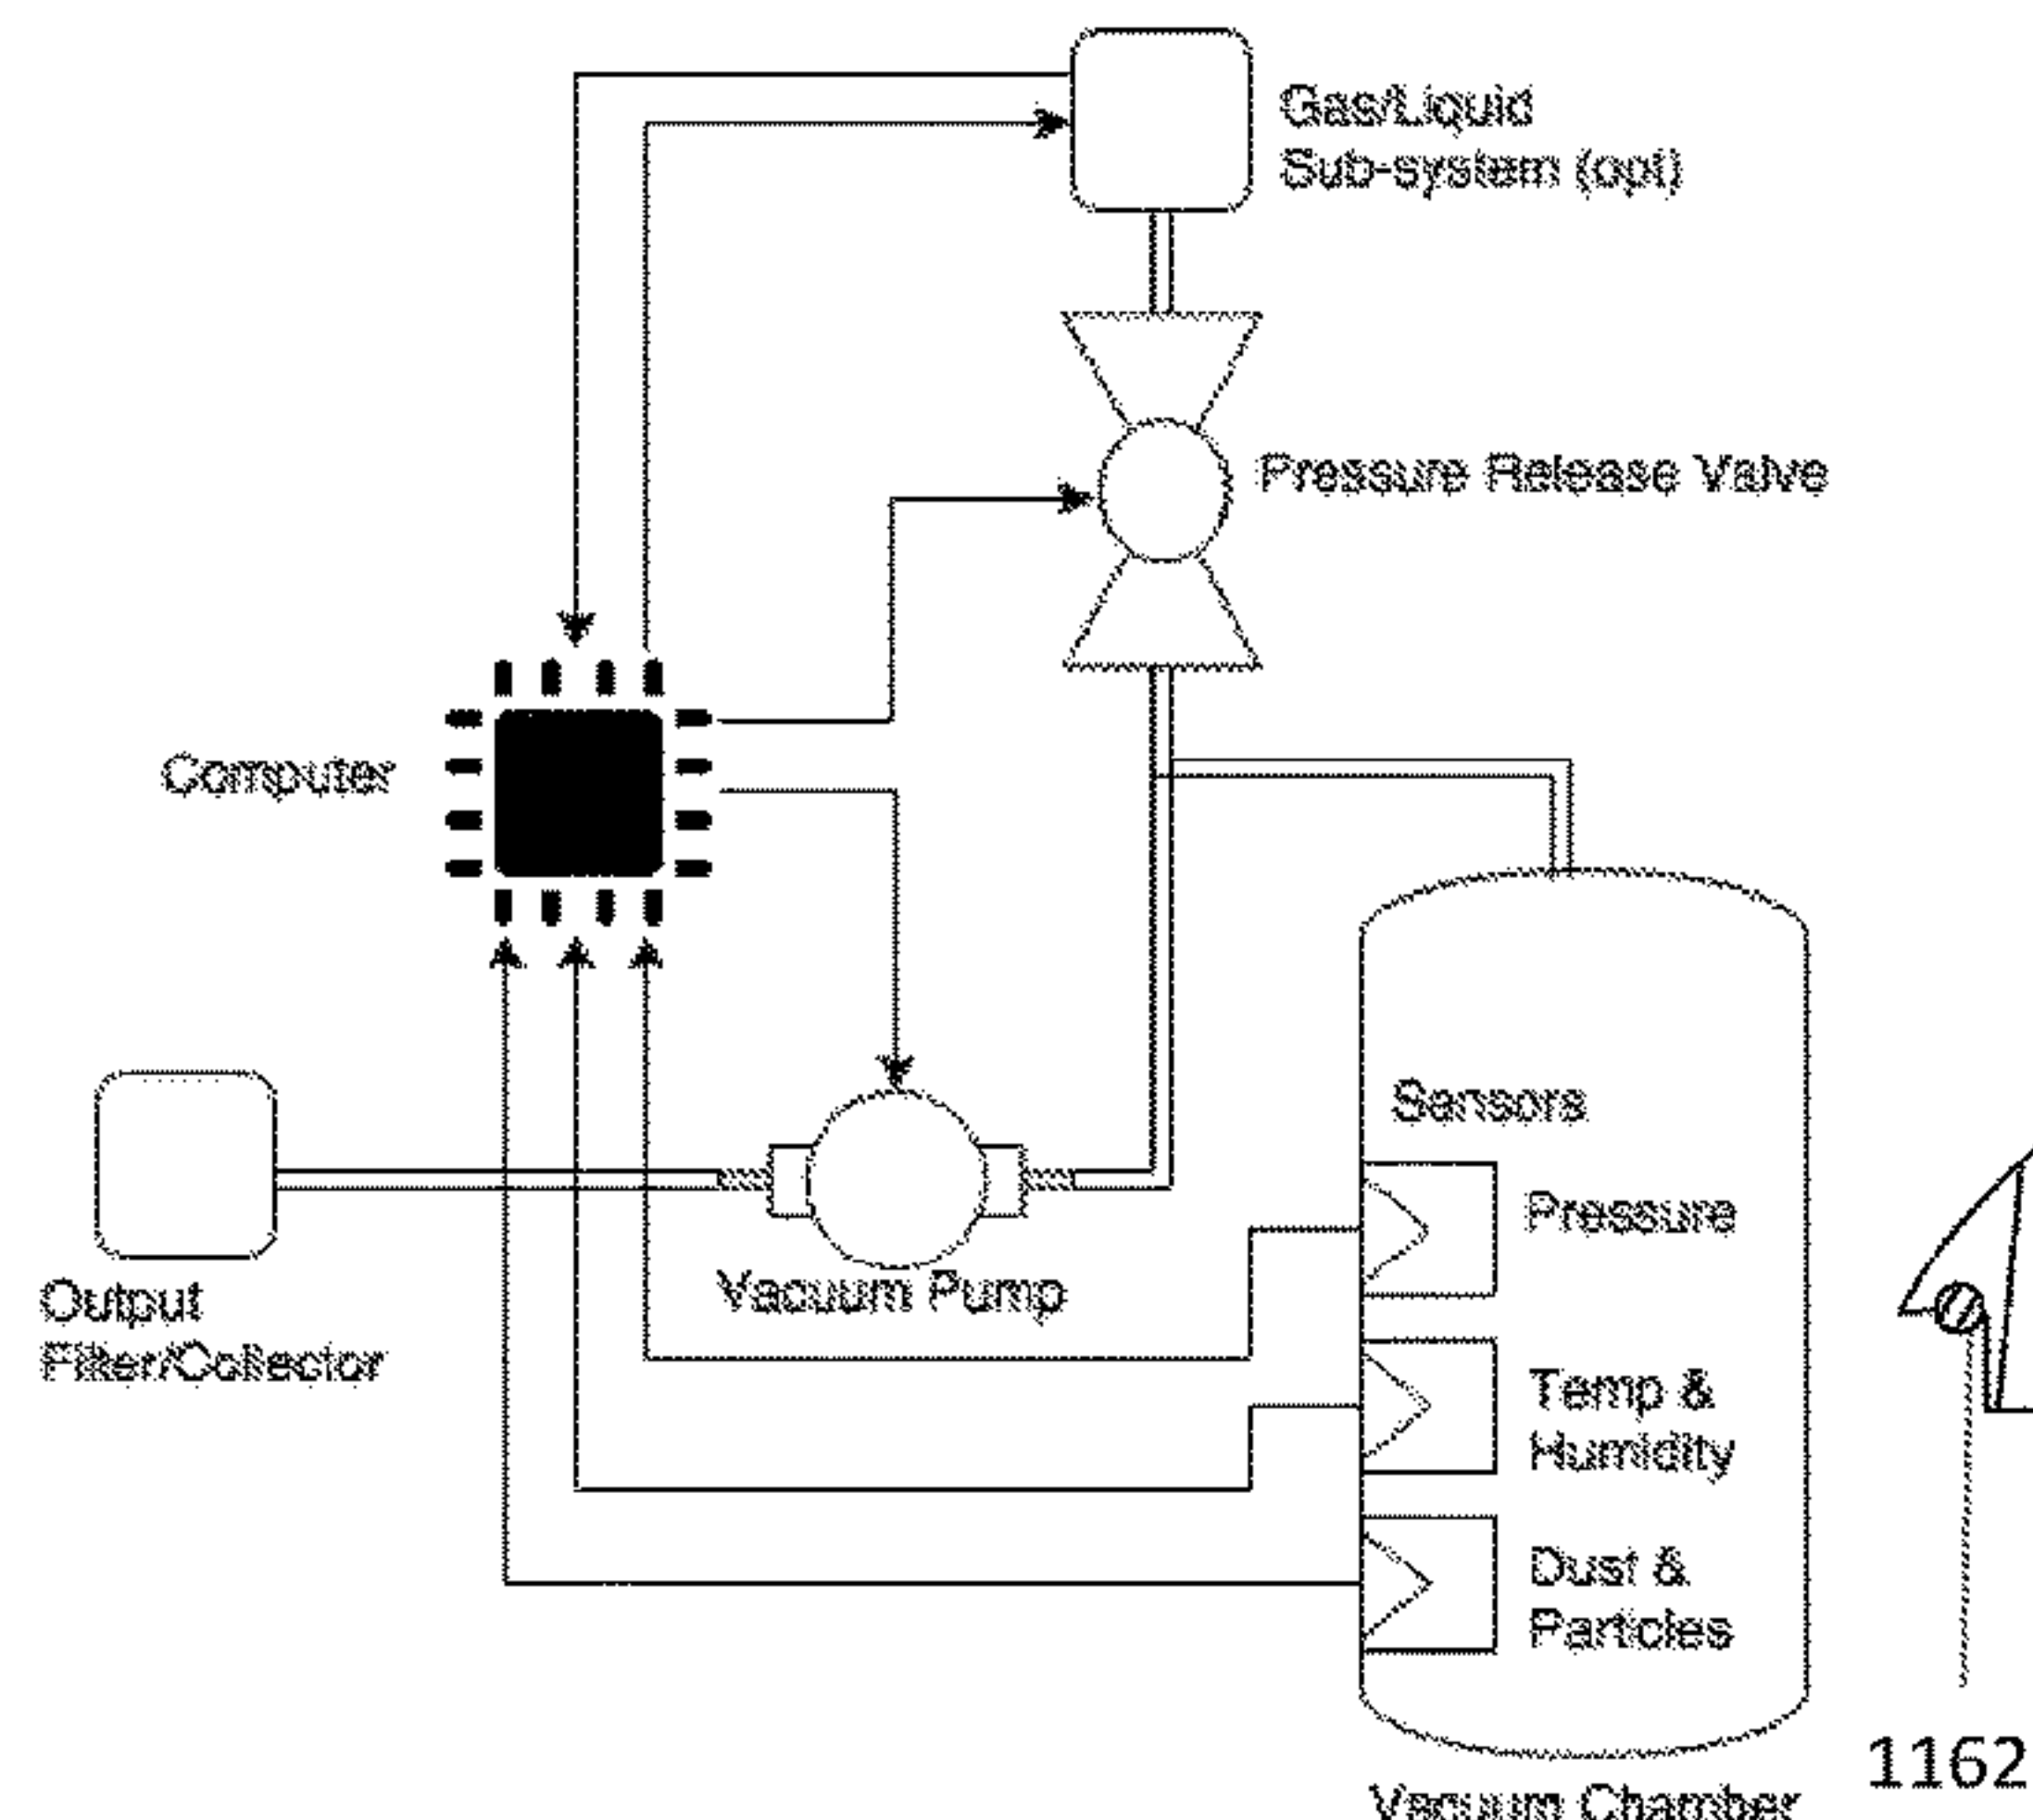 Gas/Liquid
Sub-system (opt)
Pressure Release Valve
Computer
Sensors
Pressure
Output
Filter/Collector
Vacuum Pump
Temp &
Humidity
Dust &
Particles
Vacuum Chamber
1162